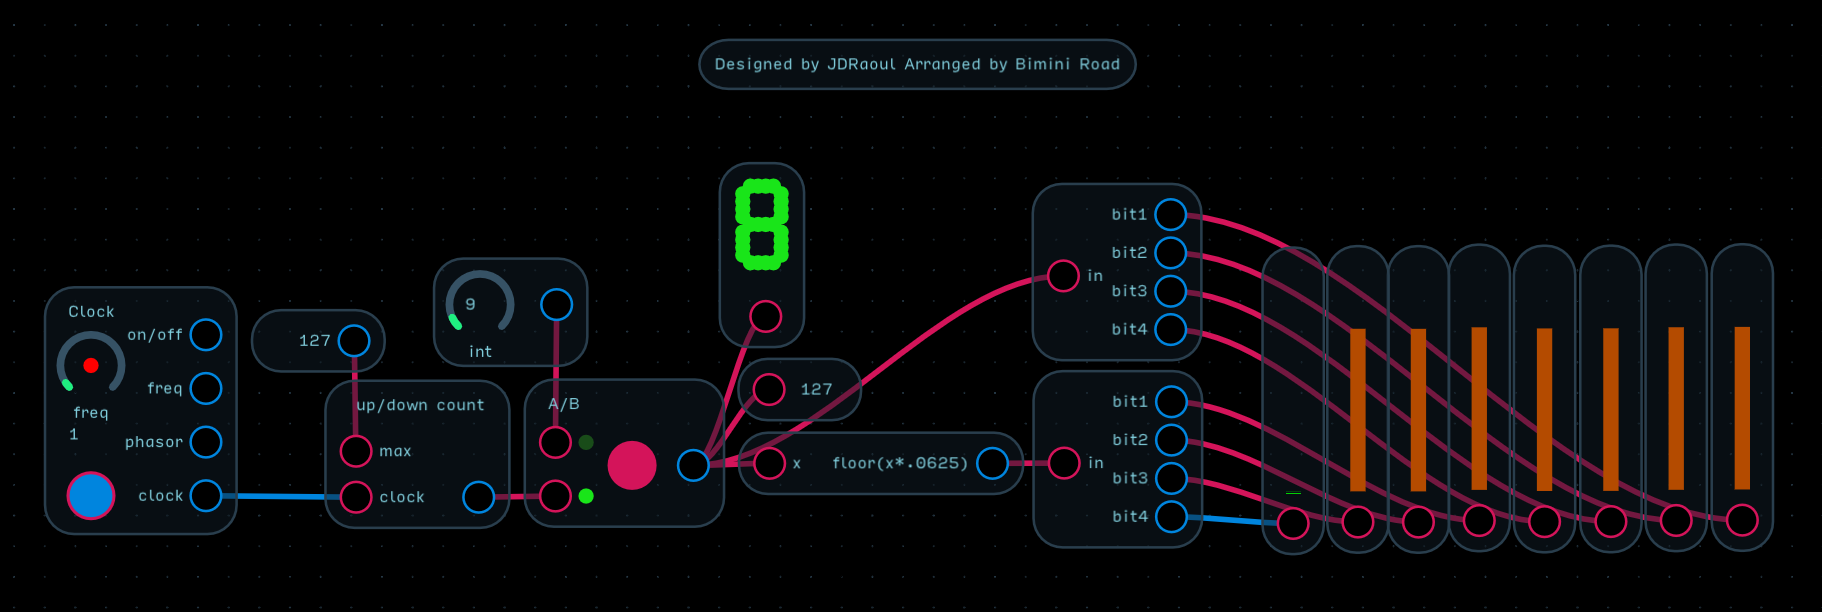 Designed by JDRaoul Arranged by Bimini Road
Clock
on/off
freq
freq
1
phasor
clock
127
up/down count
max
clock
9
int
A/B
8
127
x floor(x*.0625)
bit1
bit2
in
bit3
bit4
bit1
bit2
in
bit3
bit4